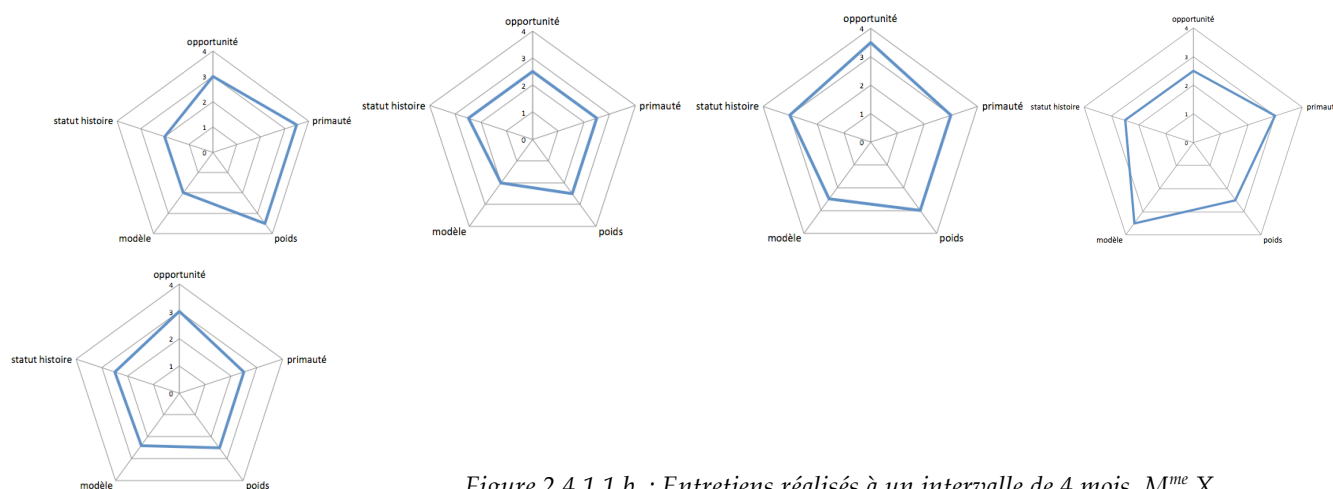 opportunité
4
3
2
1
0
primauté
poids
modèle
statut histoire
opportunité
4
3
2
1
0
primauté
poids
modèle
statut histoire
opportunité
4
3
2
1
0
primauté
poids
modèle
statut histoire
opportunité
4
3
2
1
0
primauté
poids
modèle
statut histoire
opportunité
4
3
2
1
0
primauté
poids
modèle
statut histoire
Figure 2.4.1.1.b. : Entretiens réalisés à un intervalle de 4 mois, Mme X